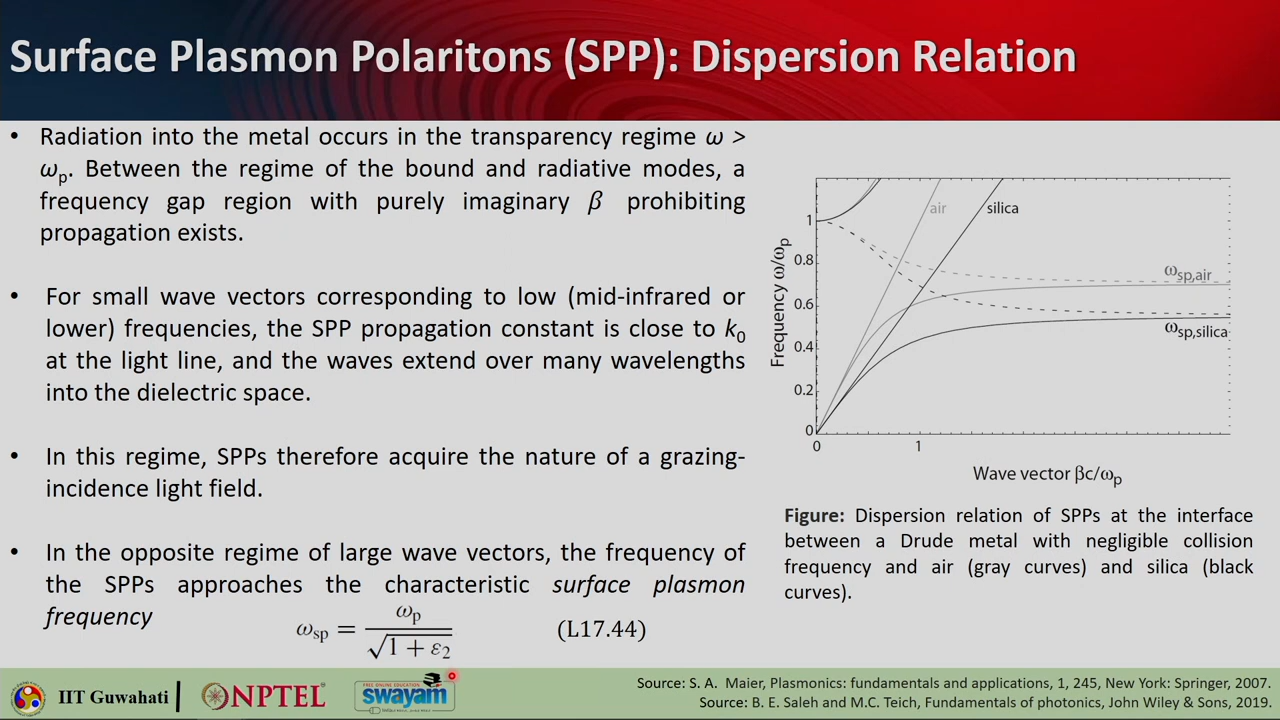 Surface Plasmon Polaritons (SPP): Dispersion Relation
• Radiation into the metal occurs in the transparency regime ω >
ωp. Between the regime of the bound and radiative modes, a
frequency gap region with purely imaginary β prohibiting
propagation exists.
• For small wave vectors corresponding to low (mid-infrared or
lower) frequencies, the SPP propagation constant is close to k0
at the light line, and the waves extend over many wavelengths
into the dielectric space.
• In this regime, SPPs therefore acquire the nature of a grazing-
incidence light field.
• In the opposite regime of large wave vectors, the frequency of
the SPPs approaches the characteristic surface plasmon
frequency
ωsp = ωp / √(1 + ε2) (L17.44)
air
silica
1
0.8
0.6
0.4
0.2
0
Frequency ω/ωp
ωsp,air
ωsp,silica
0 1
Wave vector βc/ωp
Figure: Dispersion relation of SPPs at the interface
between a Drude metal with negligible collision
frequency and air (gray curves) and silica (black
curves).
IIT Guwahati
NPTEL
FREE ONLINE EDUCATION
swayam
Source: S. A. Maier, Plasmonics: fundamentals and applications, 1, 245, New York: Springer, 2007.
Source: B. E. Saleh and M.C. Teich, Fundamentals of photonics, John Wiley & Sons, 2019.